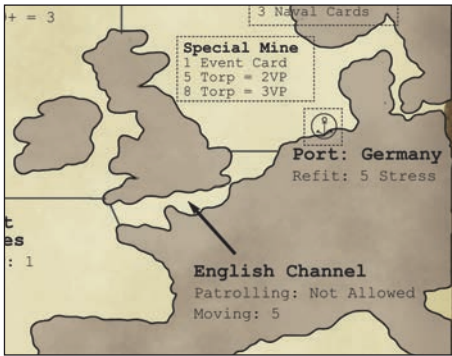 + = 3
3 Naval Cards
Special Mine
1 Event Card
5 Torp = 2VP
8 Torp = 3VP
Port: Germany
Refit: 5 Stress
t
es
: 1
English Channel
Patrolling: Not Allowed
Moving: 5